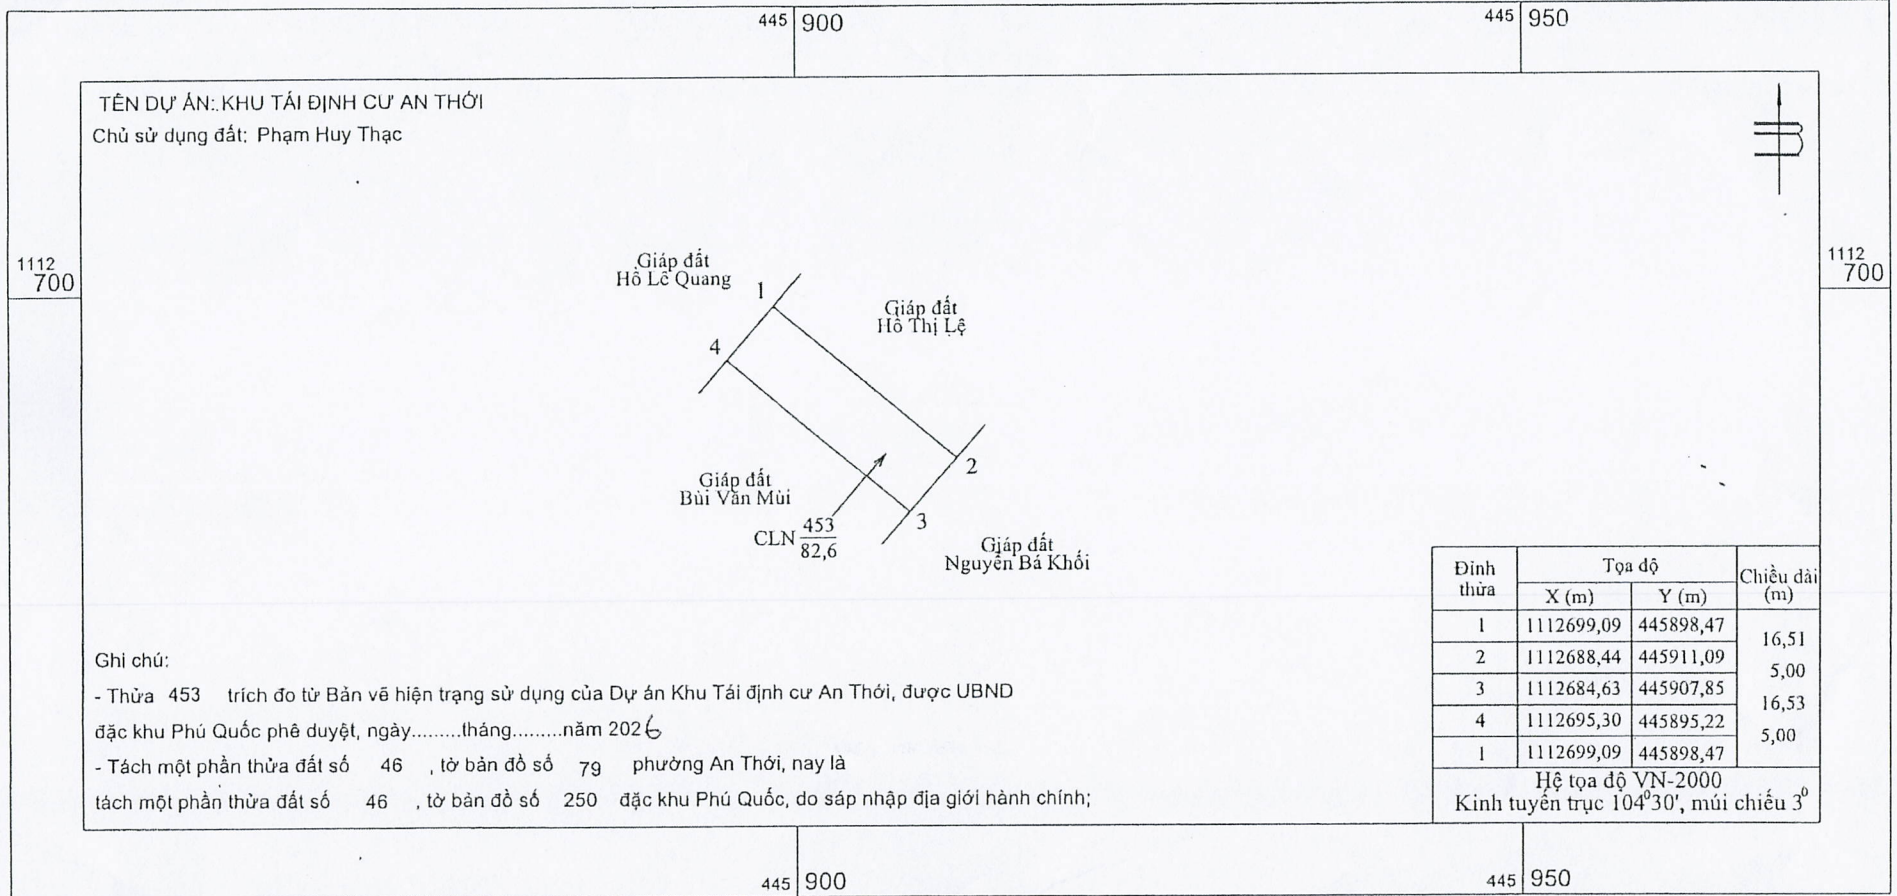 445 900
445 950
TÊN DỰ ÁN: KHU TÁI ĐỊNH CƯ AN THỚI
Chủ sử dụng đất: Phạm Huy Thạc
B
1112
700
1112
700
Giáp đất
Hồ Lê Quang
1
Giáp đất
Hồ Thị Lệ
4
2
Giáp đất
Bùi Văn Mùi
3
CLN 453
82,6
Giáp đất
Nguyễn Bá Khối
Đỉnh thửa Tọa độ Chiều dài (m)
X (m) Y (m)
1 1112699,09 445898,47
16,51
2 1112688,44 445911,09
5,00
3 1112684,63 445907,85
16,53
4 1112695,30 445895,22
5,00
1 1112699,09 445898,47
Hệ tọa độ VN-2000
Kinh tuyến trục 104⁰30', múi chiếu 3⁰
Ghi chú:
- Thửa 453 trích đo từ Bản vẽ hiện trạng sử dụng của Dự án Khu Tái định cư An Thới, được UBND
đặc khu Phú Quốc phê duyệt, ngày.........tháng.........năm 2026
- Tách một phần thửa đất số 46 , tờ bản đồ số 79 phường An Thới, nay là
tách một phần thửa đất số 46 , tờ bản đồ số 250 đặc khu Phú Quốc, do sáp nhập địa giới hành chính;
445 900
445 950